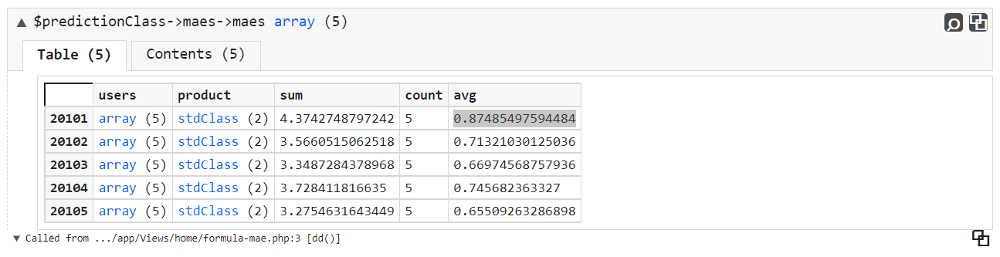 ▲ $predictionClass->maes->maes array (5)
Table (5) Contents (5)
users product sum count avg
20101 array (5) stdClass (2) 4.3742748797242 5 0.87485497594484
20102 array (5) stdClass (2) 3.5660515062518 5 0.71321030125036
20103 array (5) stdClass (2) 3.3487284378968 5 0.66974568757936
20104 array (5) stdClass (2) 3.728411816635 5 0.745682363327
20105 array (5) stdClass (2) 3.2754631643449 5 0.65509263286898
▼ Called from .../app/Views/home/formula-mae.php:3 [dd()]